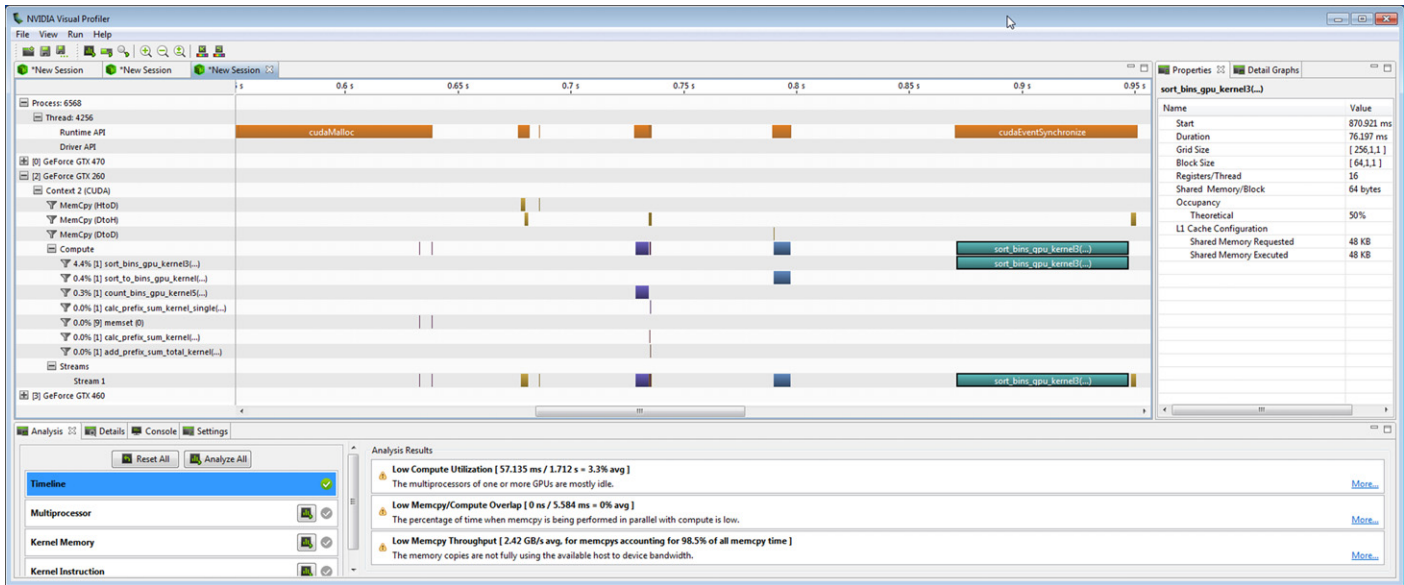 NVIDIA Visual Profiler
File View Run Help
*New Session *New Session *New Session
s 0.6 s 0.65 s 0.7 s 0.75 s 0.8 s 0.85 s 0.9 s 0.95 s
Process: 6568
Thread: 4256
Runtime API cudaMalloc cudaEventSynchronize
Driver API
[0] GeForce GTX 470
[2] GeForce GTX 260
Context 2 (CUDA)
MemCpy (HtoD)
MemCpy (DtoH)
MemCpy (DtoD)
Compute sort_bins_gpu_kernel3(...)
4.4% [1] sort_bins_gpu_kernel3(...) sort_bins_gpu_kernel3(...)
0.4% [1] sort_to_bins_gpu_kernel(...)
0.3% [1] count_bins_gpu_kernel5(...)
0.0% [1] calc_prefix_sum_kernel_single(...)
0.0% [9] memset (0)
0.0% [1] calc_prefix_sum_kernel(...)
0.0% [1] add_prefix_sum_total_kernel(...)
Streams
Stream 1 sort_bins_gpu_kernel3(...)
[3] GeForce GTX 460
Properties Detail Graphs
sort_bins_gpu_kernel3(...)
Name Value
Start 870.921 ms
Duration 76.197 ms
Grid Size [ 256,1,1 ]
Block Size [ 64,1,1 ]
Registers/Thread 16
Shared Memory/Block 64 bytes
Occupancy
Theoretical 50%
L1 Cache Configuration
Shared Memory Requested 48 KB
Shared Memory Executed 48 KB
Analysis Details Console Settings
Reset All Analyze All
Timeline
Multiprocessor
Kernel Memory
Kernel Instruction
Analysis Results
Low Compute Utilization [ 57.135 ms / 1.712 s = 3.3% avg ]
The multiprocessors of one or more GPUs are mostly idle. More...
Low Memcpy/Compute Overlap [ 0 ns / 5.584 ms = 0% avg ]
The percentage of time when memcpy is being performed in parallel with compute is low. More...
Low Memcpy Throughput [ 2.42 GB/s avg, for memcpys accounting for 98.5% of all memcpy time ]
The memory copies are not fully using the available host to device bandwidth. More...